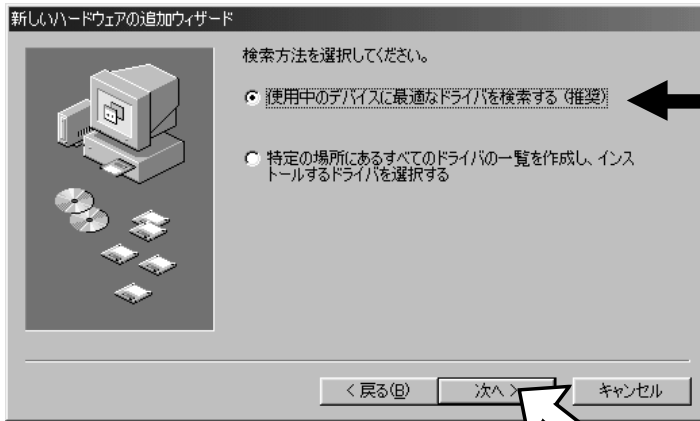 新しいハードウェアの追加ウィザード
検索方法を選択してください。
使用中のデバイスに最適なドライバを検索する (推奨)
特定の場所にあるすべてのドライバの一覧を作成し、インス
トールするドライバを選択する
< 戻る(B) 次へ > キャンセル